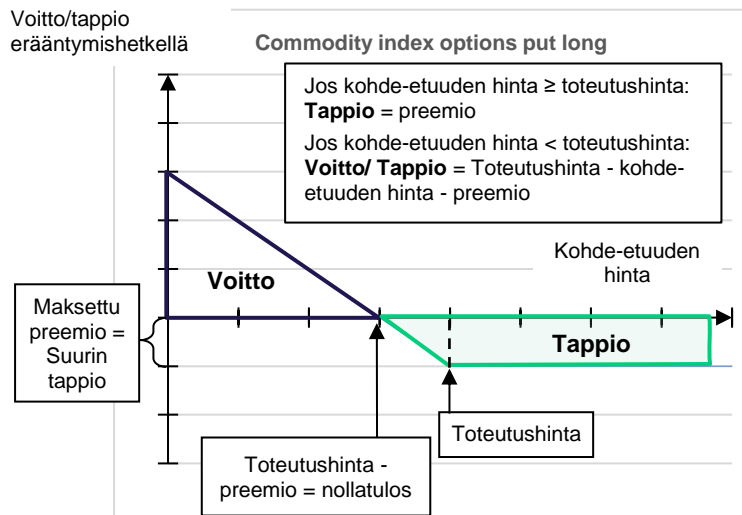 Voitto/tappio
erääntymishetkellä
Commodity index options put long
Jos kohde-etuuden hinta ≥ toteutushinta:
Tappio = preemio
Jos kohde-etuuden hinta < toteutushinta:
Voitto/ Tappio = Toteutushinta - kohde-
etuuden hinta - preemio
Kohde-etuuden
hinta
Voitto
Maksettu
preemio =
Suurin
tappio
Tappio
Toteutushinta
Toteutushinta -
preemio = nollatulos